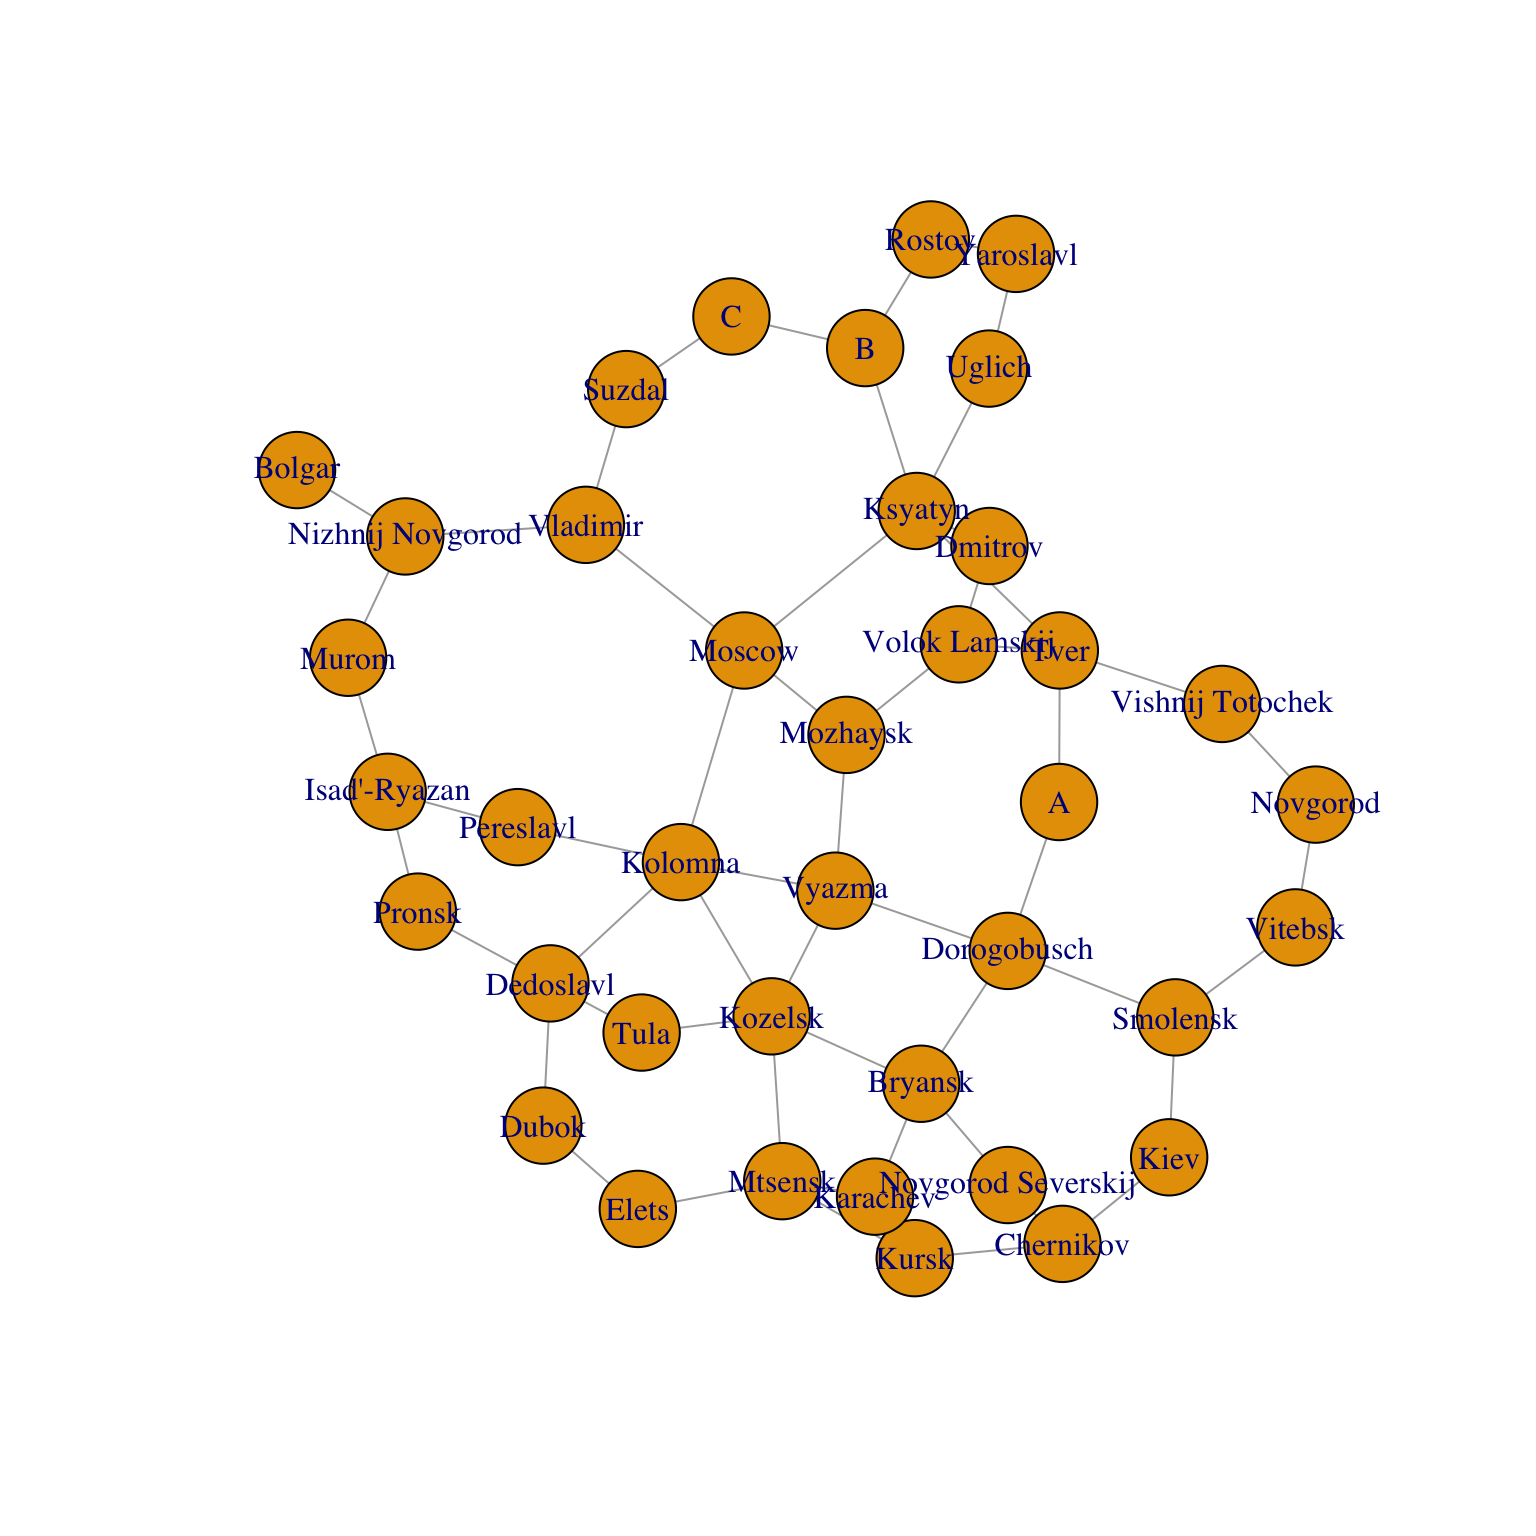 Rostov
Yaroslavl
C
B
Uglich
Suzdal
Bolgar
Ksyatyn
Vladimir
Nizhnij Novgorod
Dmitrov
Volok Lamskij
Tver
Moscow
Murom
Vishnij Totochek
Mozhaysk
Isad'-Ryazan
A
Novgorod
Pereslavl
Kolomna
Vyazma
Pronsk
Vitebsk
Dorogobusch
Dedoslavl
Kozelsk
Smolensk
Tula
Bryansk
Dubok
Kiev
Mtsensk
Novgorod Severskij
Karachev
Elets
Chernikov
Kursk